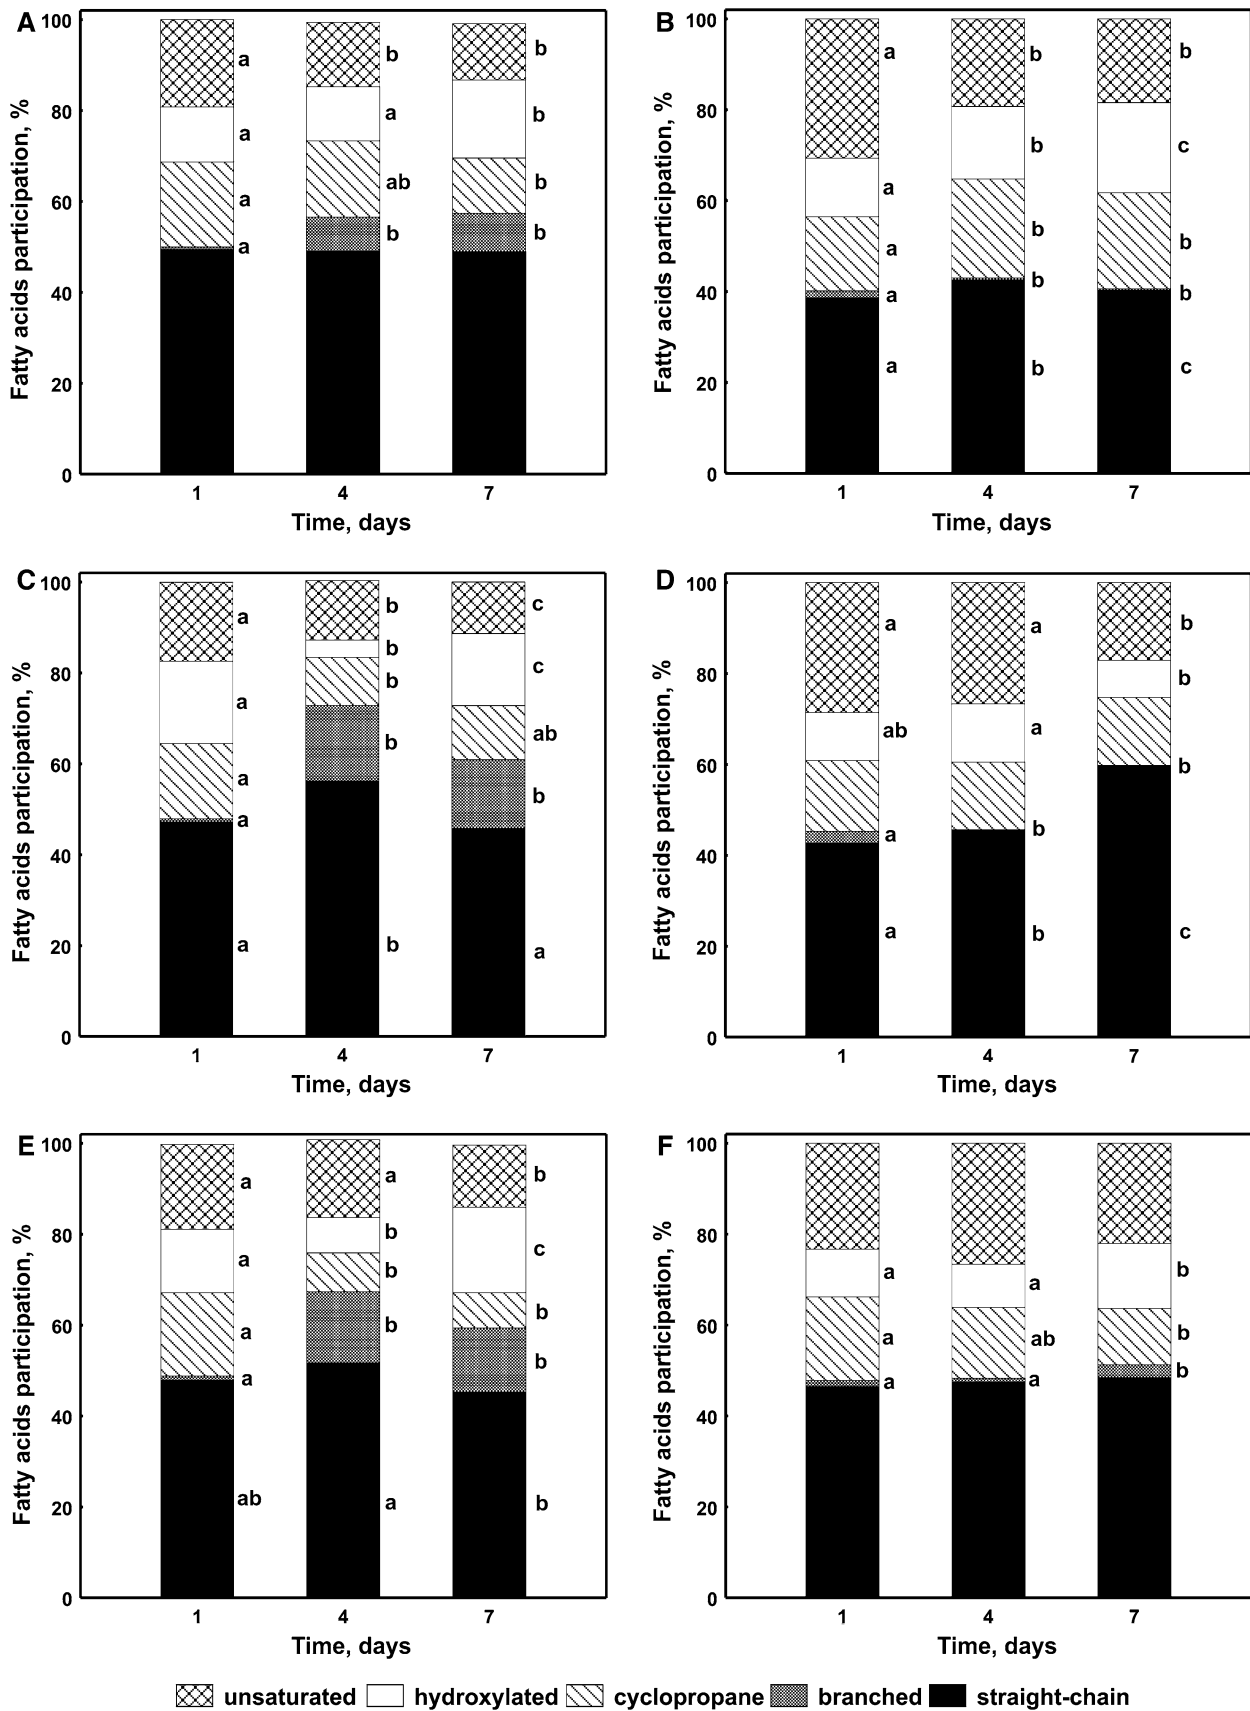 A
Fatty acids participation, %
100
80
60
40
20
0
a
a
a
a
b
a
ab
b
b
b
b
b
1 4 7
Time, days
B
Fatty acids participation, %
100
80
60
40
20
0
a
a
a
a
a
b
b
b
b
b
b
c
b
b
c
1 4 7
Time, days
C
Fatty acids participation, %
100
80
60
40
20
0
a
a
a
a
a
b
b
b
b
b
c
c
ab
b
a
1 4 7
Time, days
D
Fatty acids participation, %
100
80
60
40
20
0
a
ab
a
a
a
a
b
b
b
b
b
c
1 4 7
Time, days
E
Fatty acids participation, %
100
80
60
40
20
0
a
a
a
a
ab
a
b
b
b
a
b
c
b
b
b
1 4 7
Time, days
F
Fatty acids participation, %
100
80
60
40
20
0
a
a
a
a
ab
a
b
b
b
1 4 7
Time, days
unsaturated hydroxylated cyclopropane branched straight-chain